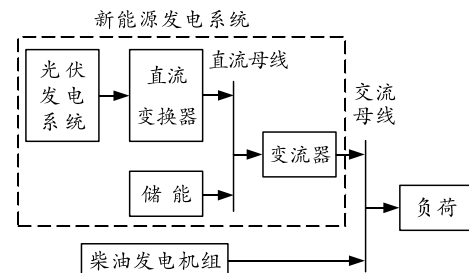 新能源发电系统
光伏
发电
系统
直流
变换器
直流母线
交流
母线
变流器
储能
负荷
柴油发电机组